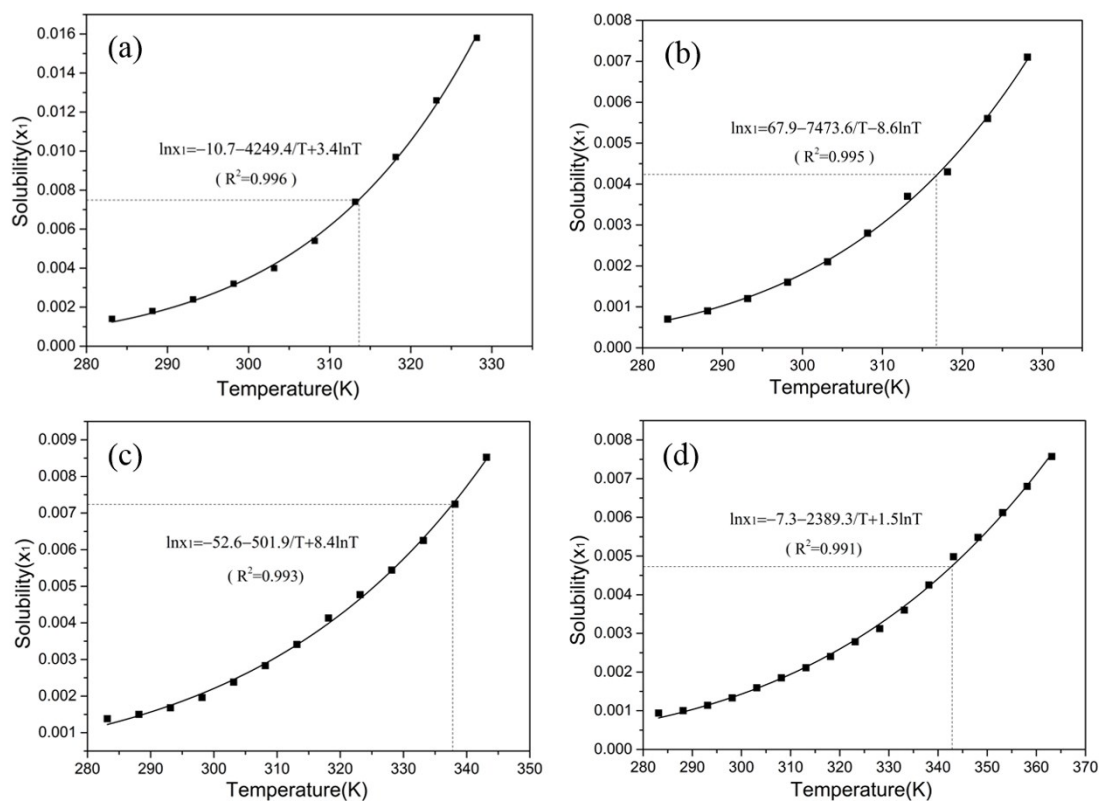 (a)
0.016
0.014
0.012
0.010
0.008
0.006
0.004
0.002
0.000
Solubility(x₁)
lnx₁=−10.7−4249.4/T+3.4lnT
( R²=0.996 )
280 290 300 310 320 330
Temperature(K)
(b)
0.008
0.007
0.006
0.005
0.004
0.003
0.002
0.001
0.000
Solubility(x₁)
lnx₁=67.9−7473.6/T−8.6lnT
( R²=0.995 )
280 290 300 310 320 330
Temperature(K)
(c)
0.009
0.008
0.007
0.006
0.005
0.004
0.003
0.002
0.001
Solubility(x₁)
lnx₁=−52.6−501.9/T+8.4lnT
( R²=0.993)
280 290 300 310 320 330 340 350
Temperature(K)
(d)
0.008
0.007
0.006
0.005
0.004
0.003
0.002
0.001
0.000
Solubility(x₁)
lnx₁=−7.3−2389.3/T+1.5lnT
( R²=0.991)
280 290 300 310 320 330 340 350 360 370
Temperature(K)